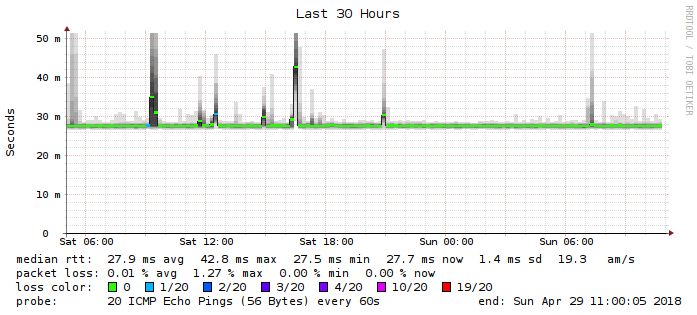 Last 30 Hours
RRDTOOL / TOBI OETIKER
Seconds
50 m
40 m
30 m
20 m
10 m
0
Sat 06:00 Sat 12:00 Sat 18:00 Sun 00:00 Sun 06:00
median rtt: 27.9 ms avg 42.8 ms max 27.5 ms min 27.7 ms now 1.4 ms sd 19.3 am/s
packet loss: 0.01 % avg 1.27 % max 0.00 % min 0.00 % now
loss color: 0 1/20 2/20 3/20 4/20 10/20 19/20
probe: 20 ICMP Echo Pings (56 Bytes) every 60s end: Sun Apr 29 11:00:05 2018